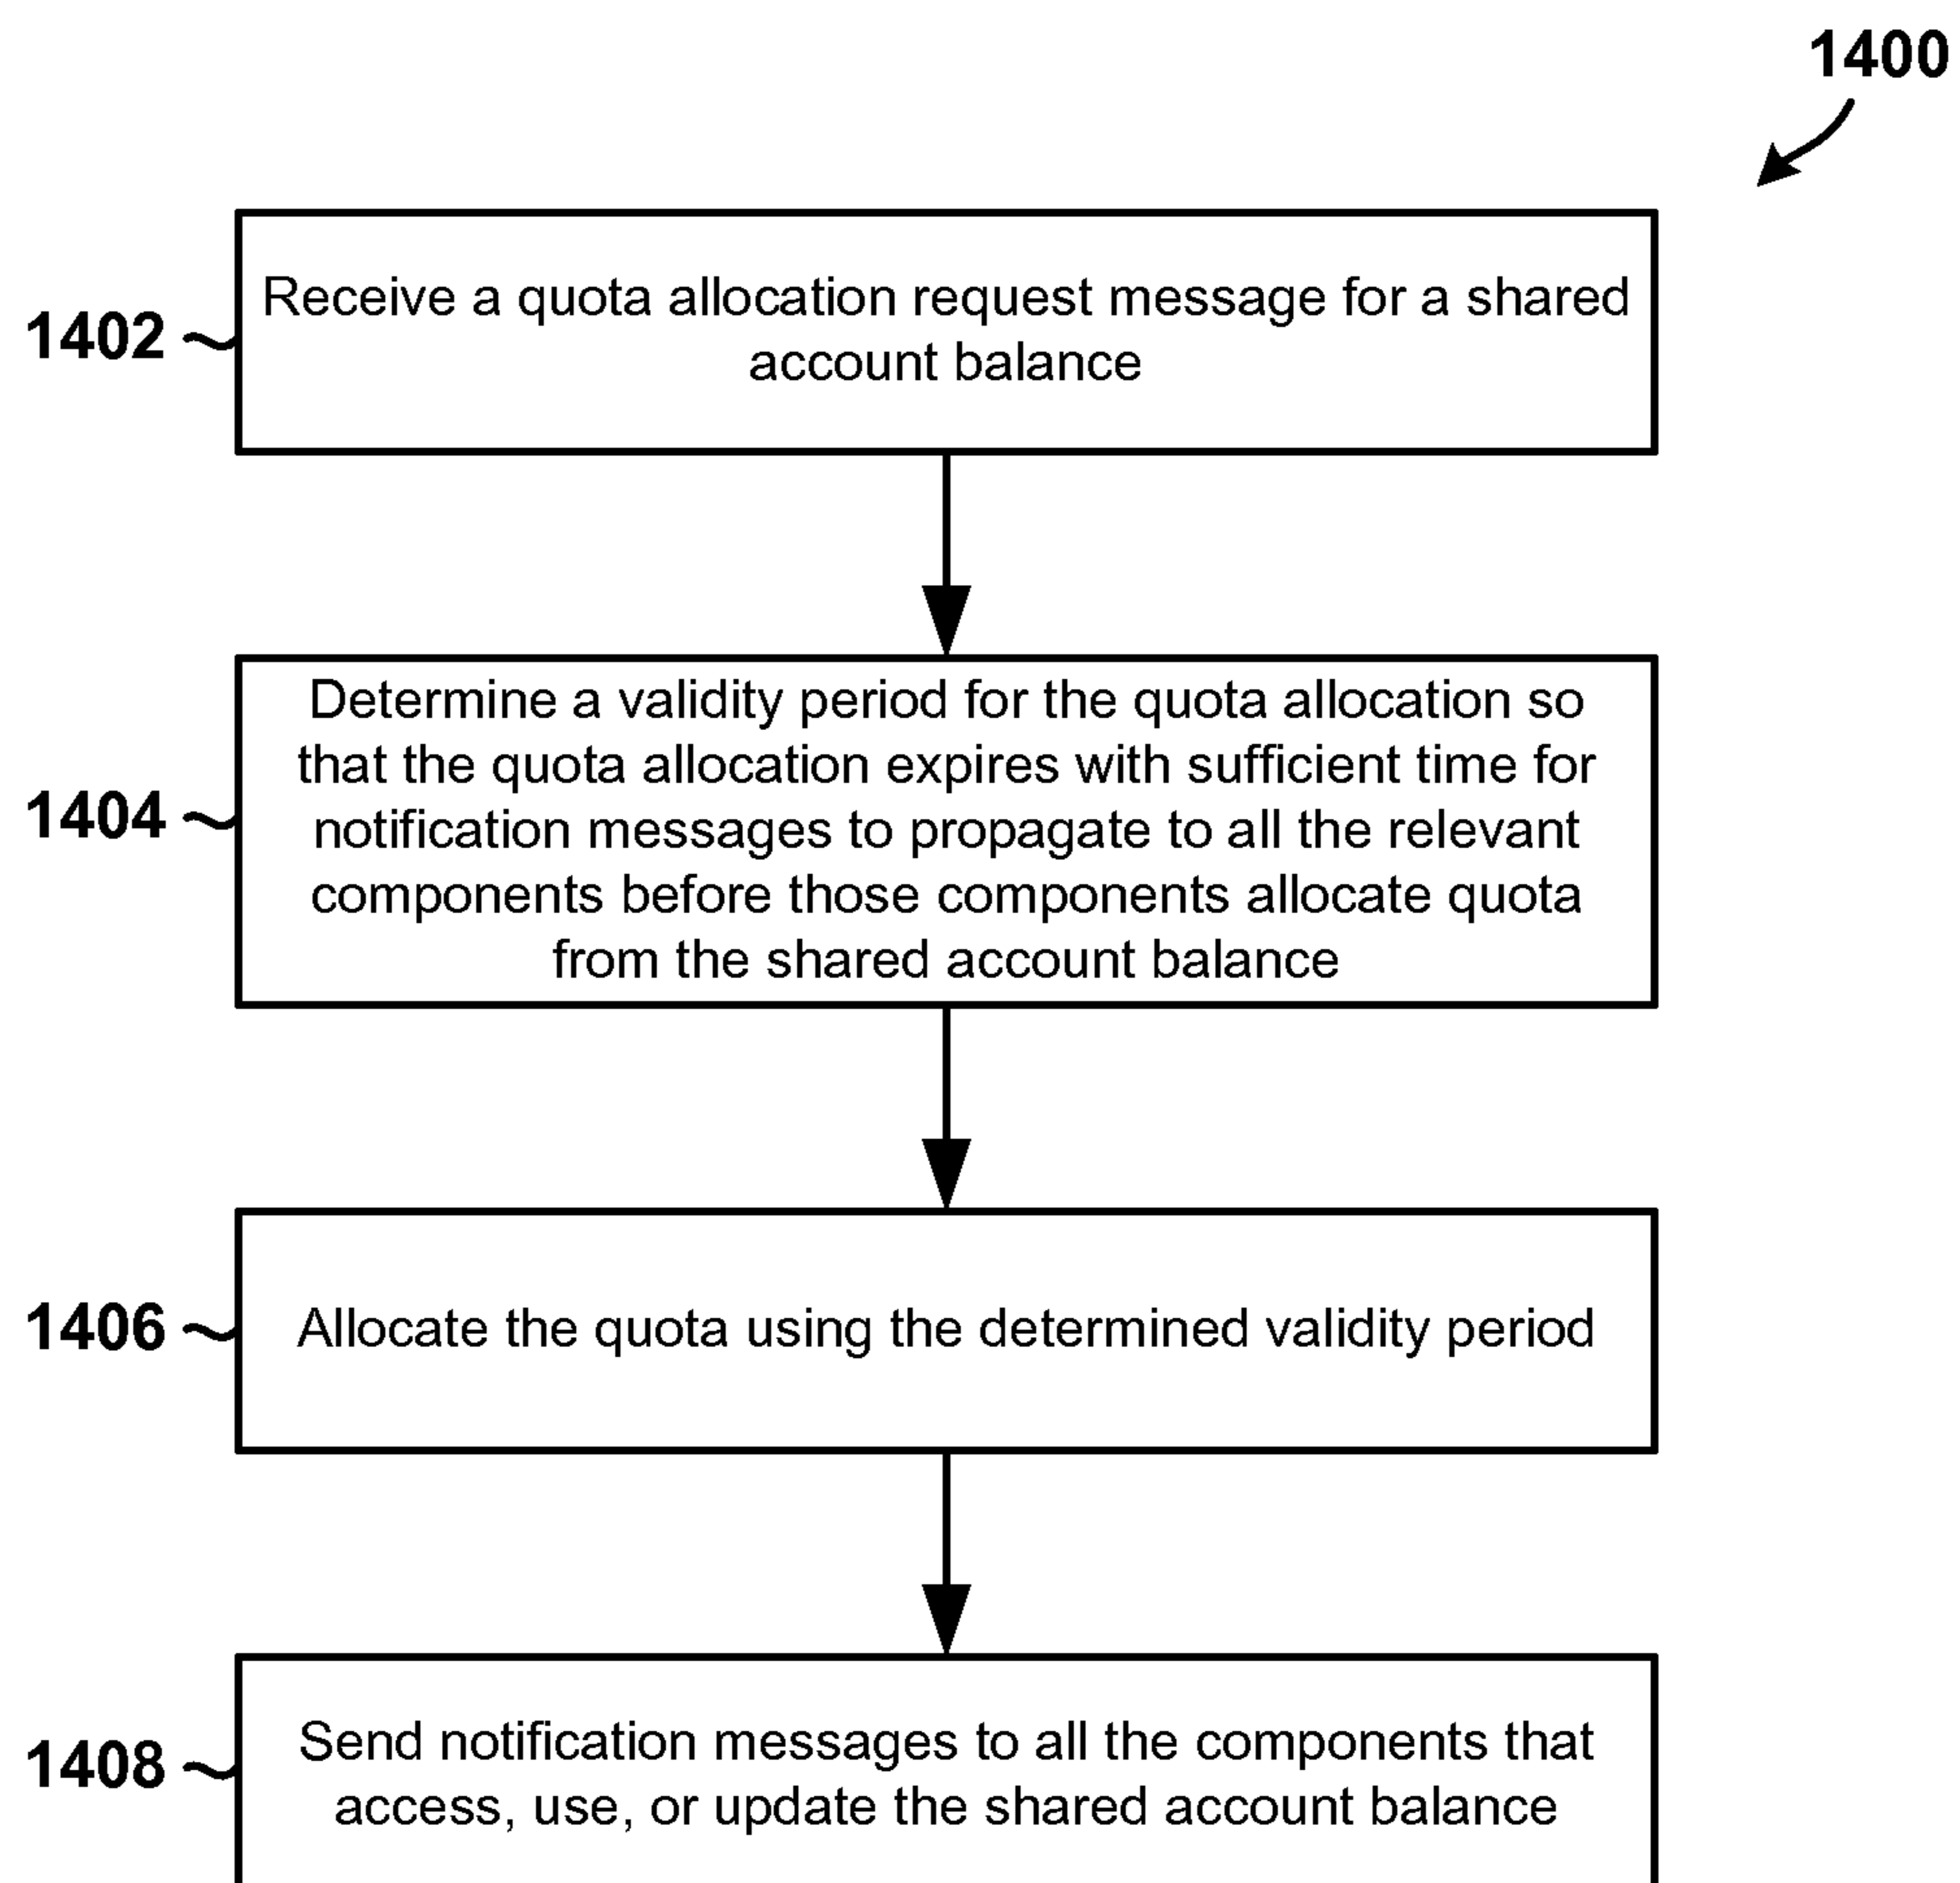 1400
1402
Receive a quota allocation request message for a shared
account balance
1404
Determine a validity period for the quota allocation so
that the quota allocation expires with sufficient time for
notification messages to propagate to all the relevant
components before those components allocate quota
from the shared account balance
1406
Allocate the quota using the determined validity period
1408
Send notification messages to all the components that
access, use, or update the shared account balance